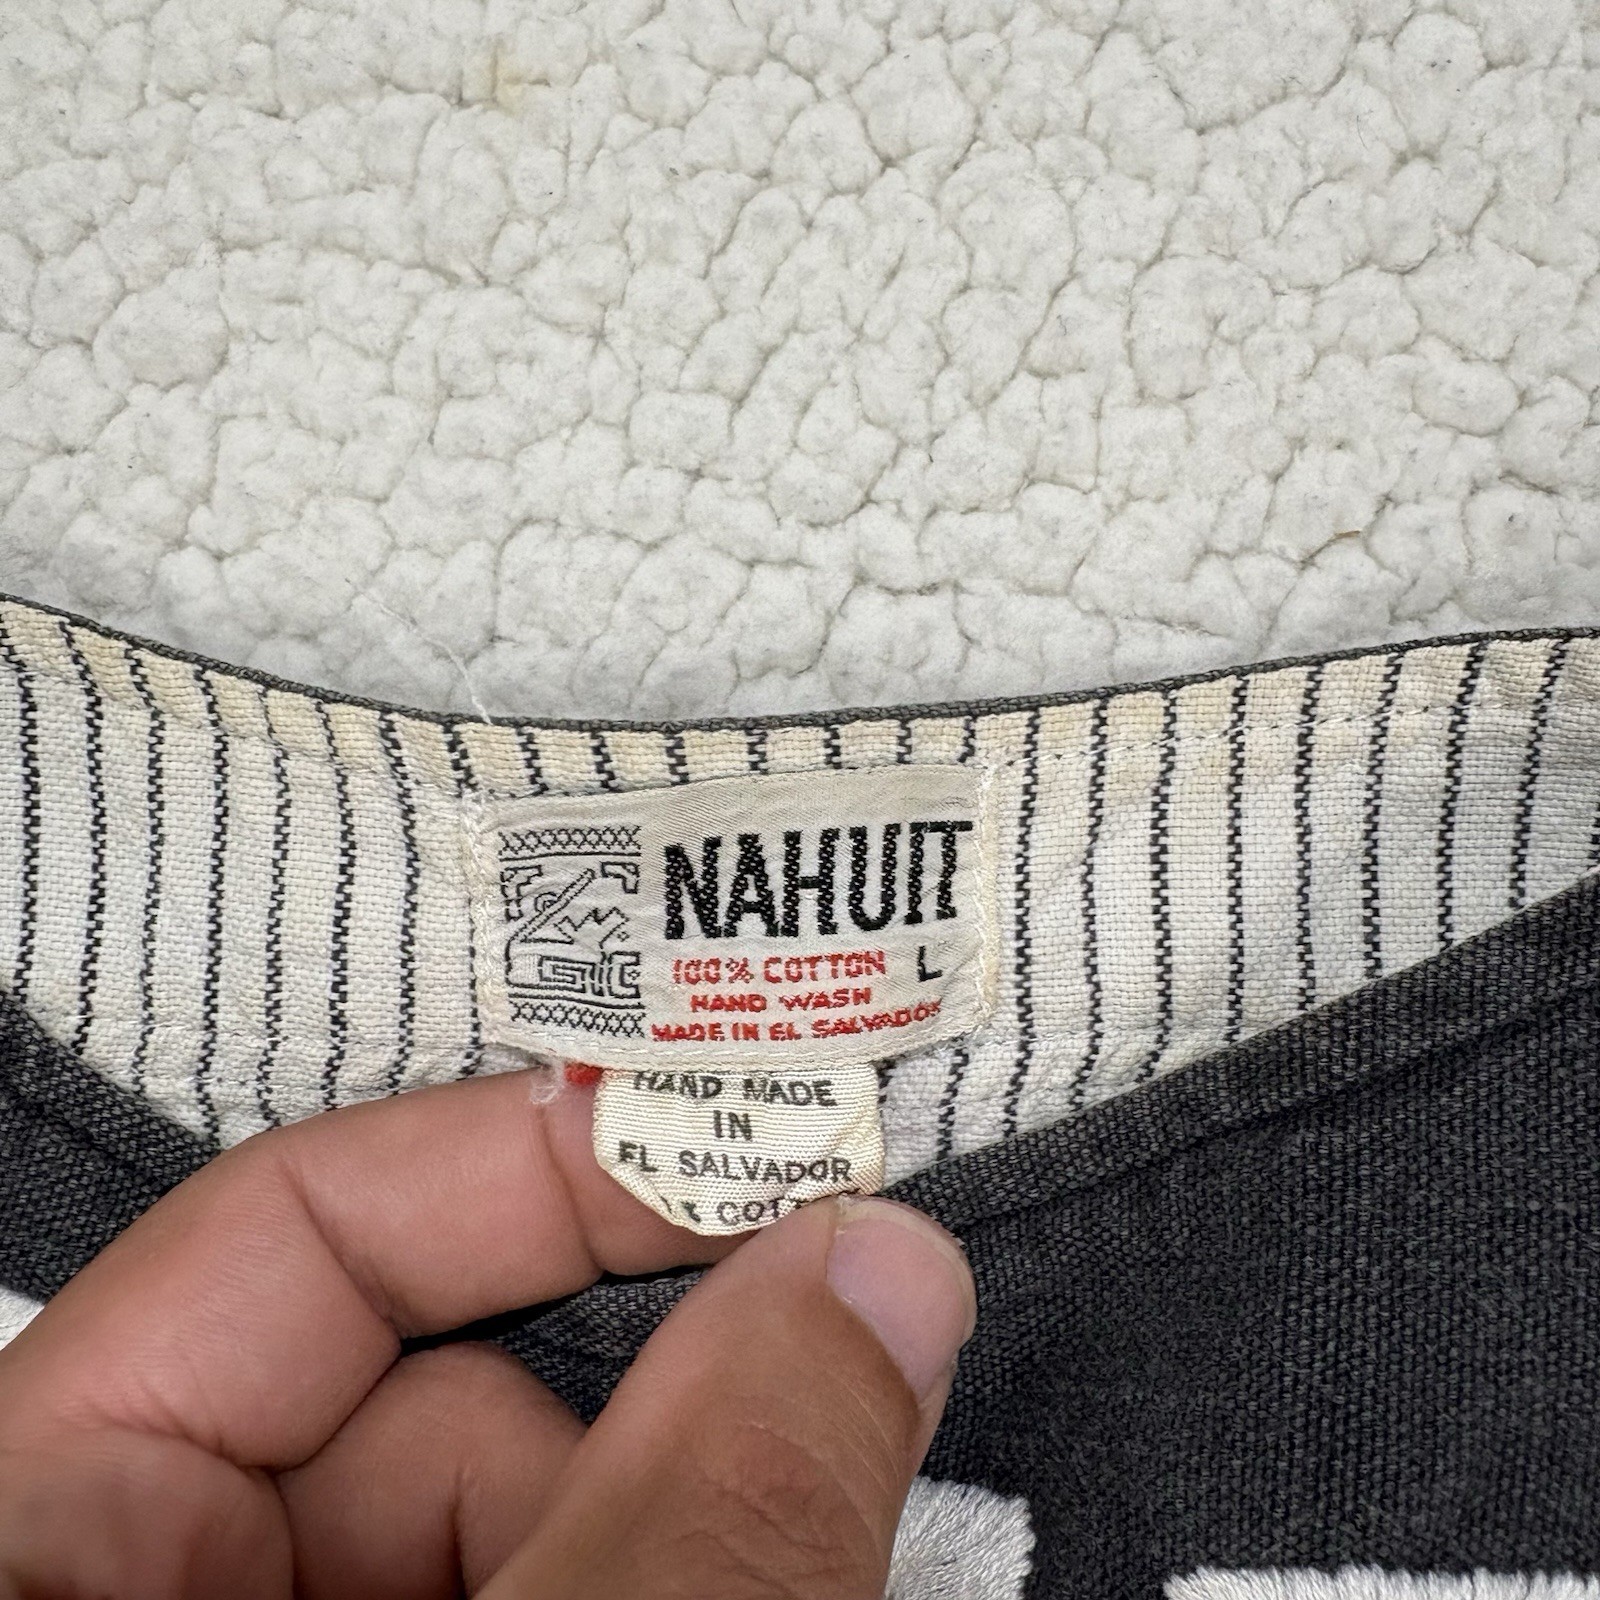 NAHUIT
100% COTTON L
HAND WASH
MADE IN EL SALVADOR
HAND MADE
IN
EL SALVADOR